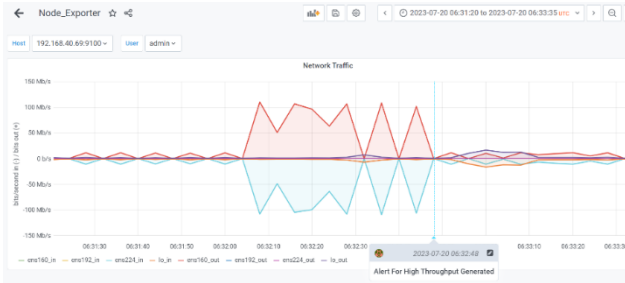 Node_Exporter
2023-07-20 06:31:20 to 2023-07-20 06:33:35 UTC
Host 192.168.40.69:9100 User admin
Network Traffic
150 Mb/s
100 Mb/s
50 Mb/s
0 b/s
-50 Mb/s
-100 Mb/s
-150 Mb/s
bits/second in (-) / bits out (+)
06:31:30 06:31:40 06:31:50 06:32:00 06:32:10 06:32:20 06:32:30 06:33:10 06:33:20 06:33:3
ens160_in ens192_in ens224_in lo_in ens160_out ens192_out ens224_out lo_out
2023-07-20 06:32:48
Alert For High Throughput Generated